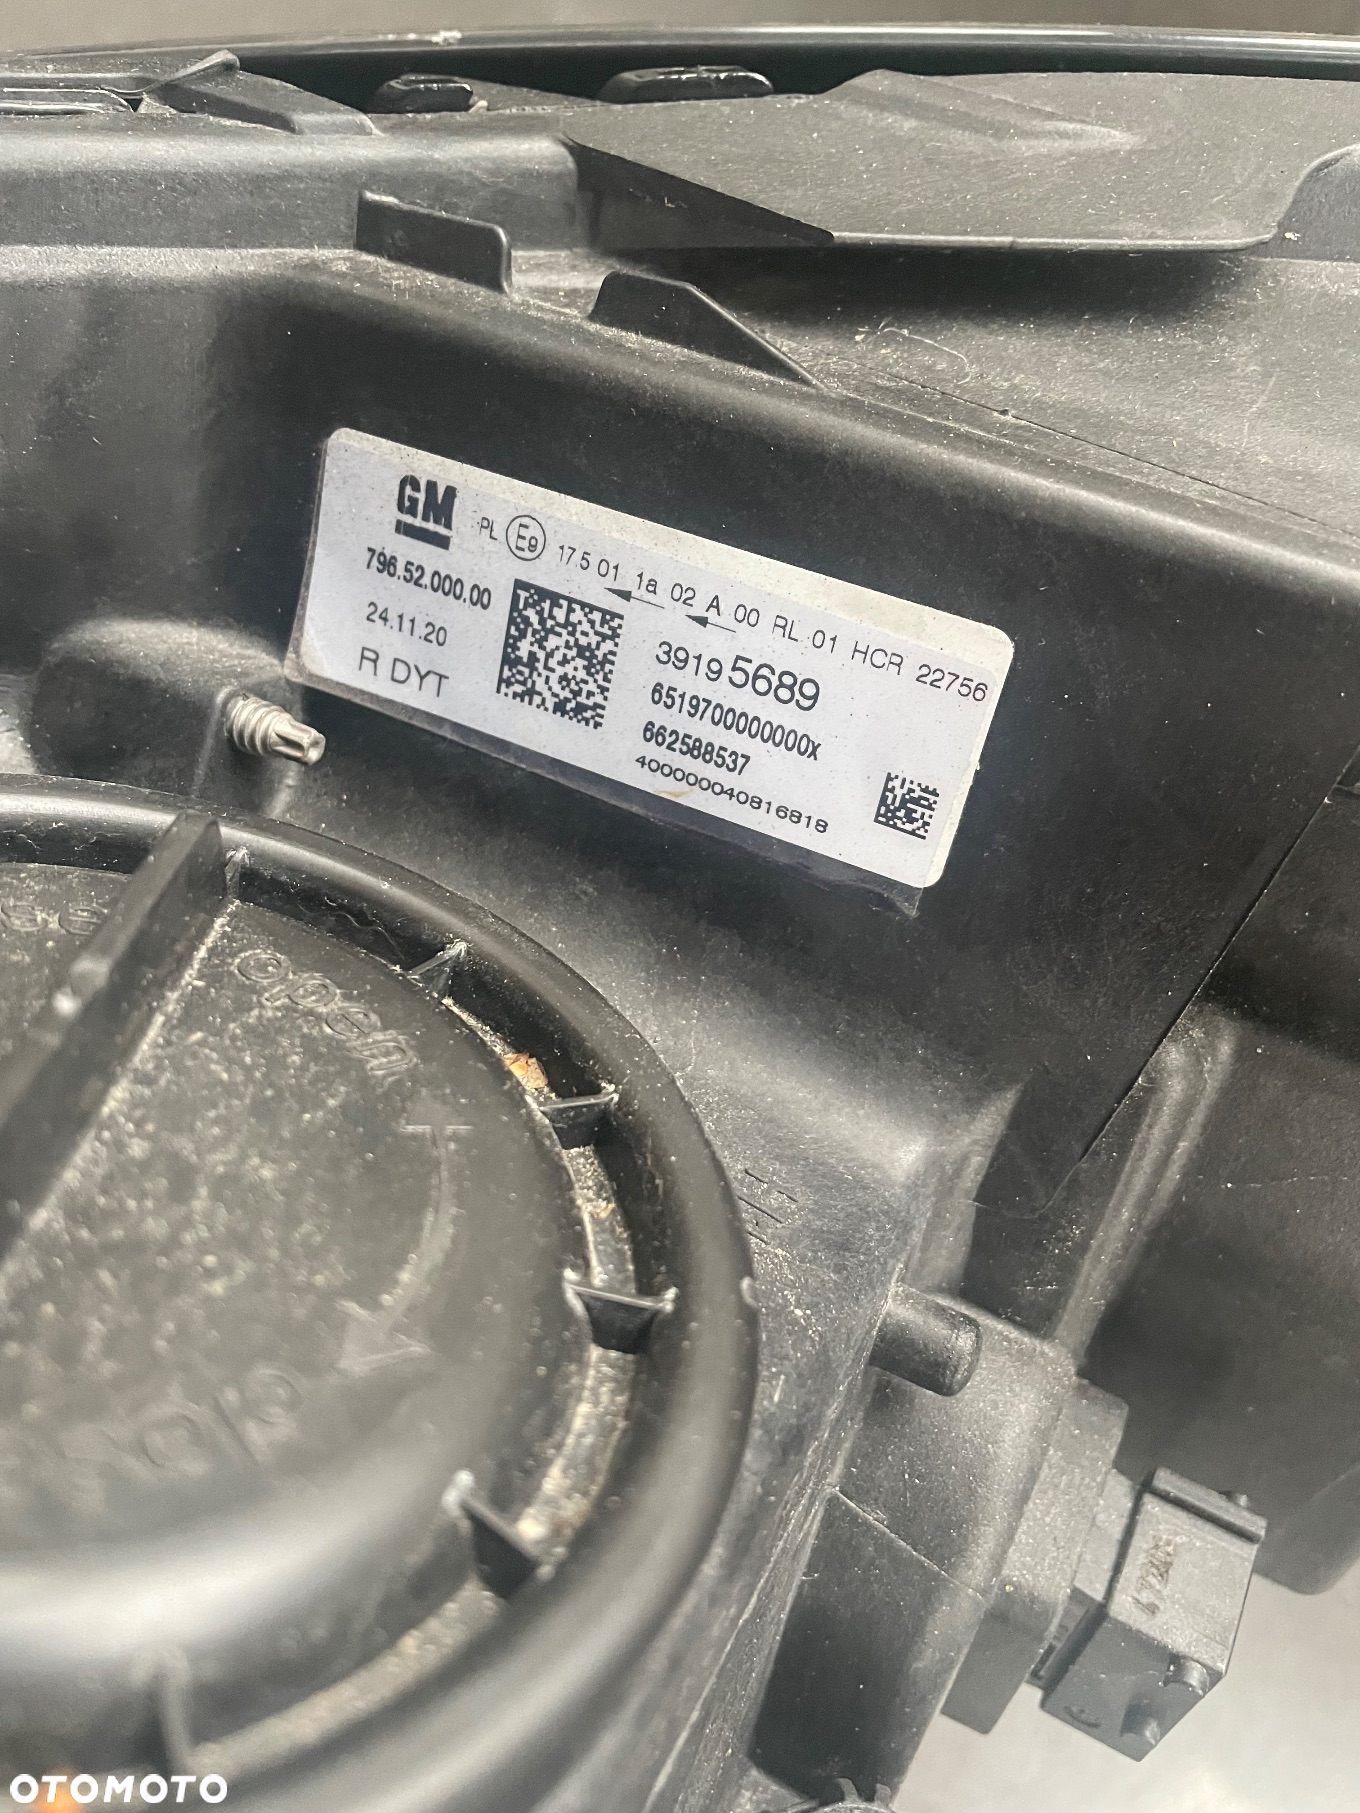 GM
PL E9 17.5 01 1a 02 A 00 RL 01 HCR 22756
796.52.000.00
24.11.20
R DYT
39195689
6519700000000x
662588537
400000040816818
open
OTOMOTO